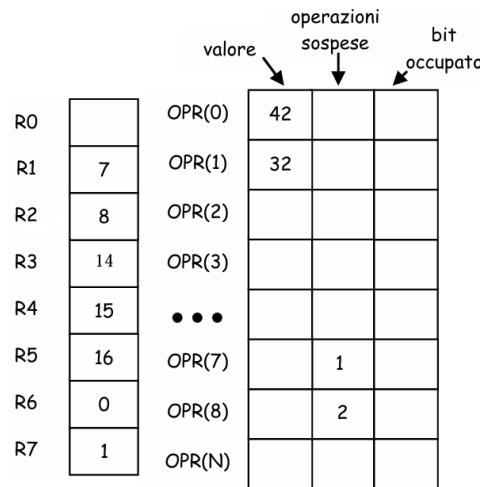 operazioni
sospese
valore
bit
occupato
R0
OPR(0) 42
R1 7 OPR(1) 32
R2 8 OPR(2)
R3 14 OPR(3)
R4 15 •••
R5 16 OPR(7) 1
R6 0 OPR(8) 2
R7 1 OPR(N)